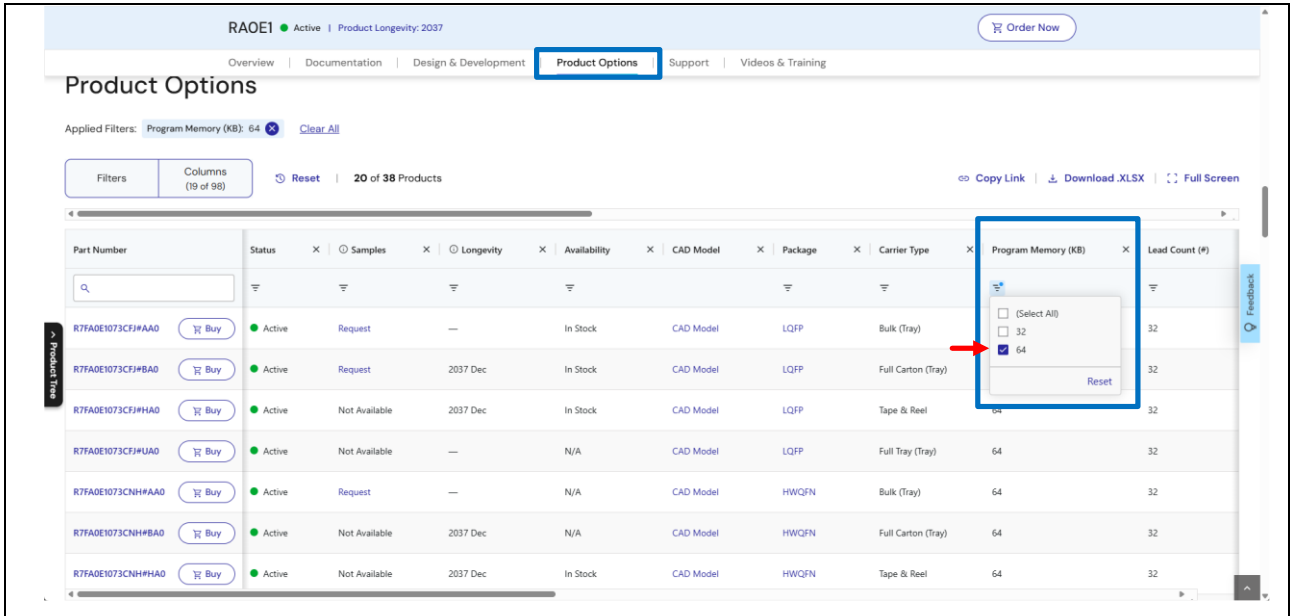 RA0E1 Active | Product Longevity: 2037 Order Now
Overview | Documentation | Design & Development | Product Options | Support | Videos & Training
Product Options
Applied Filters: Program Memory (KB): 64 Clear All
Filters Columns (19 of 98) Reset | 20 of 38 Products Copy Link | Download .XLSX | Full Screen
Part Number Status Samples Longevity Availability CAD Model Package Carrier Type Program Memory (KB) Lead Count (#)
(Select All)
R7FA0E1073CFJ#AA0 Buy Active Request — In Stock CAD Model LQFP Bulk (Tray) 32
32
64
R7FA0E1073CFJ#BA0 Buy Active Request 2037 Dec In Stock CAD Model LQFP Full Carton (Tray) 32
Reset
R7FA0E1073CFJ#HA0 Buy Active Not Available 2037 Dec In Stock CAD Model LQFP Tape & Reel 64 32
R7FA0E1073CFJ#UA0 Buy Active Not Available — N/A CAD Model LQFP Full Tray (Tray) 64 32
R7FA0E1073CNH#AA0 Buy Active Request — N/A CAD Model HWQFN Bulk (Tray) 64 32
R7FA0E1073CNH#BA0 Buy Active Not Available 2037 Dec N/A CAD Model HWQFN Full Carton (Tray) 64 32
R7FA0E1073CNH#HA0 Buy Active Not Available 2037 Dec In Stock CAD Model HWQFN Tape & Reel 64 32
Product Tree
Feedback